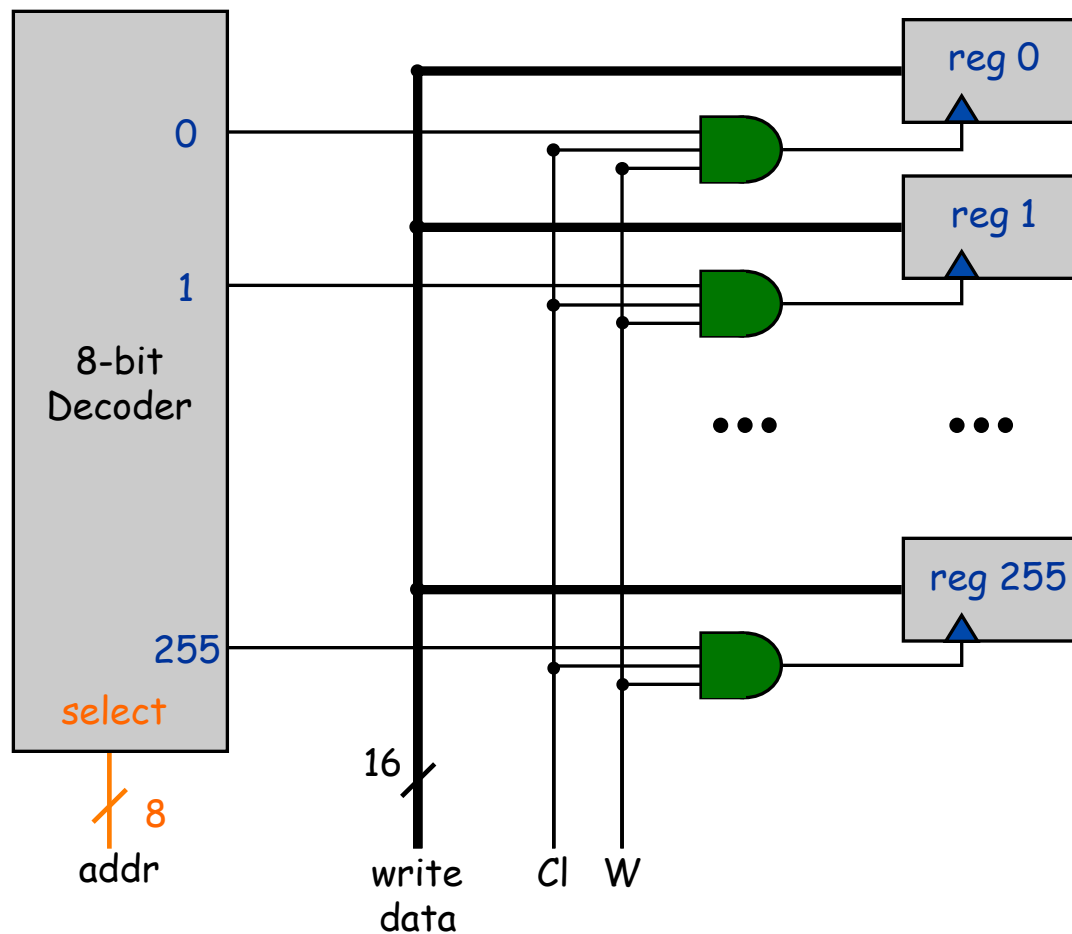 reg 0
0
reg 1
1
8-bit
Decoder
reg 255
255
select
16
8
addr
write
data
Cl
W